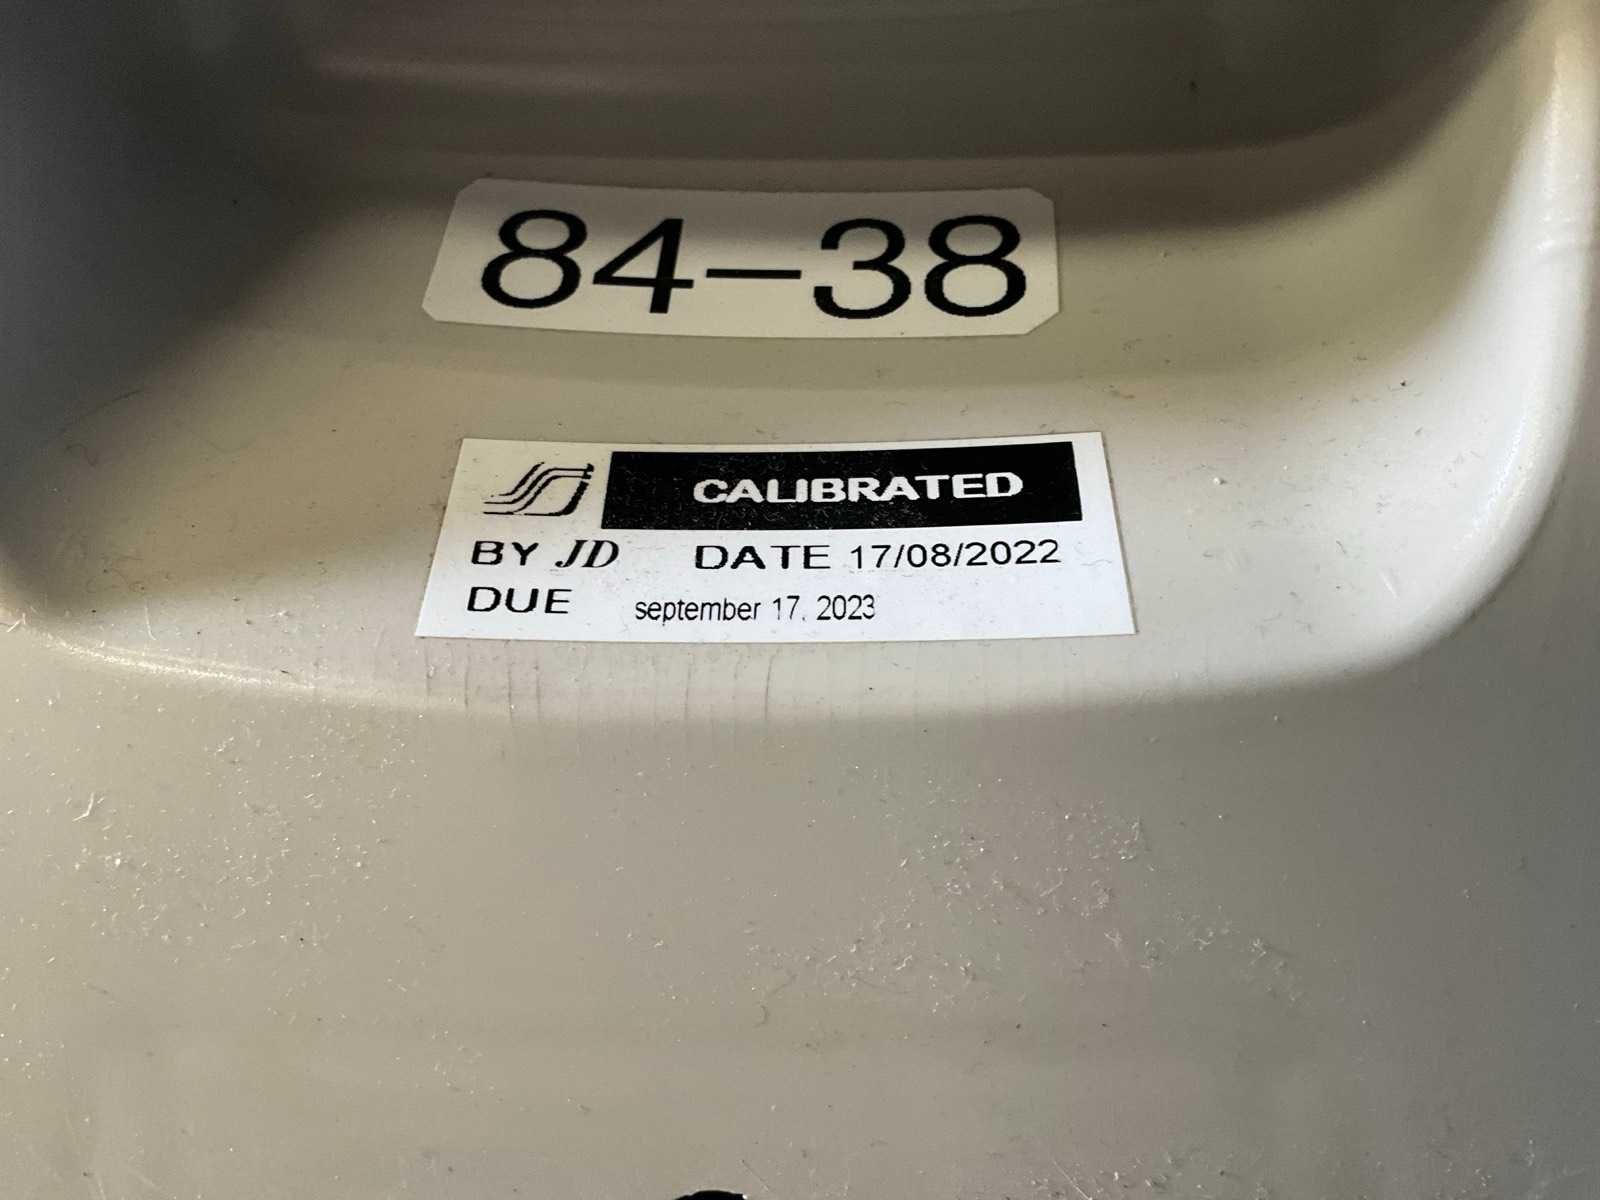 84-38
CALIBRATED
BY JD DATE 17/08/2022
DUE september 17, 2023